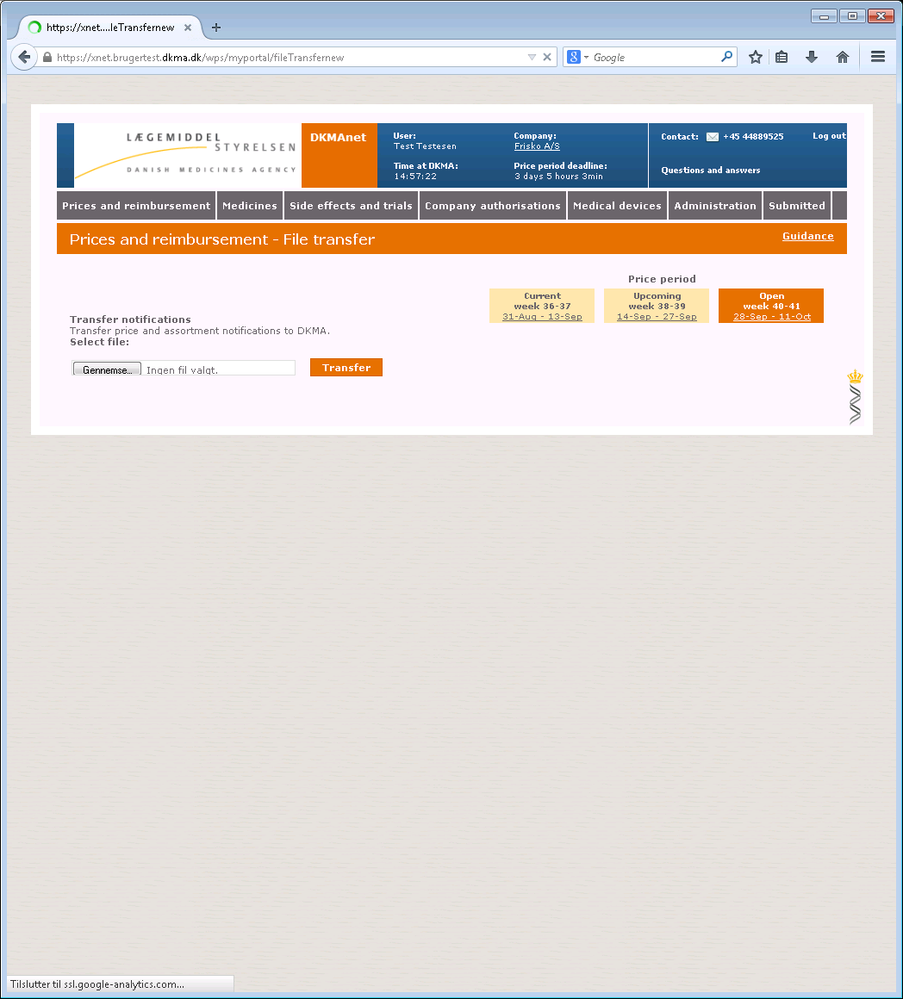 https://xnet....leTransfernew
https://xnet.brugertest.dkma.dk/wps/myportal/fileTransfernew
Google
LÆGEMIDDEL
STYRELSEN
DANISH MEDICINES AGENCY
DKMAnet
User:
Test Testesen
Time at DKMA:
14:57:22
Company:
Frisko A/S
Price period deadline:
3 days 5 hours 3min
Contact: +45 44889525
Log out
Questions and answers
Prices and reimbursement Medicines Side effects and trials Company authorisations Medical devices Administration Submitted
Prices and reimbursement - File transfer
Guidance
Price period
Current
week 36-37
31-Aug - 13-Sep
Upcoming
week 38-39
14-Sep - 27-Sep
Open
week 40-41
28-Sep - 11-Oct
Transfer notifications
Transfer price and assortment notifications to DKMA.
Select file:
Gennemse... Ingen fil valgt.
Transfer
Tilslutter til ssl.google-analytics.com...